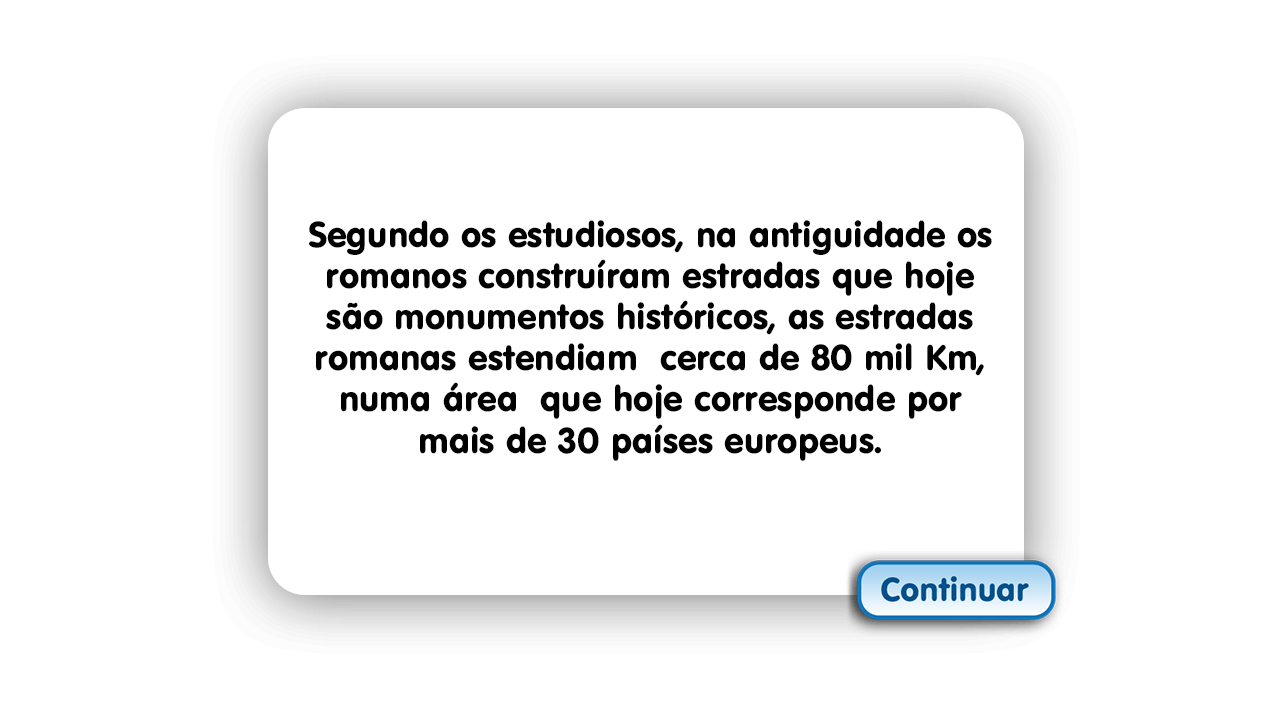 Segundo os estudiosos, na antiguidade os
romanos construíram estradas que hoje
são monumentos históricos, as estradas
romanas estendiam  cerca de 80 mil Km,
numa área  que hoje corresponde por
mais de 30 países europeus.
Continuar